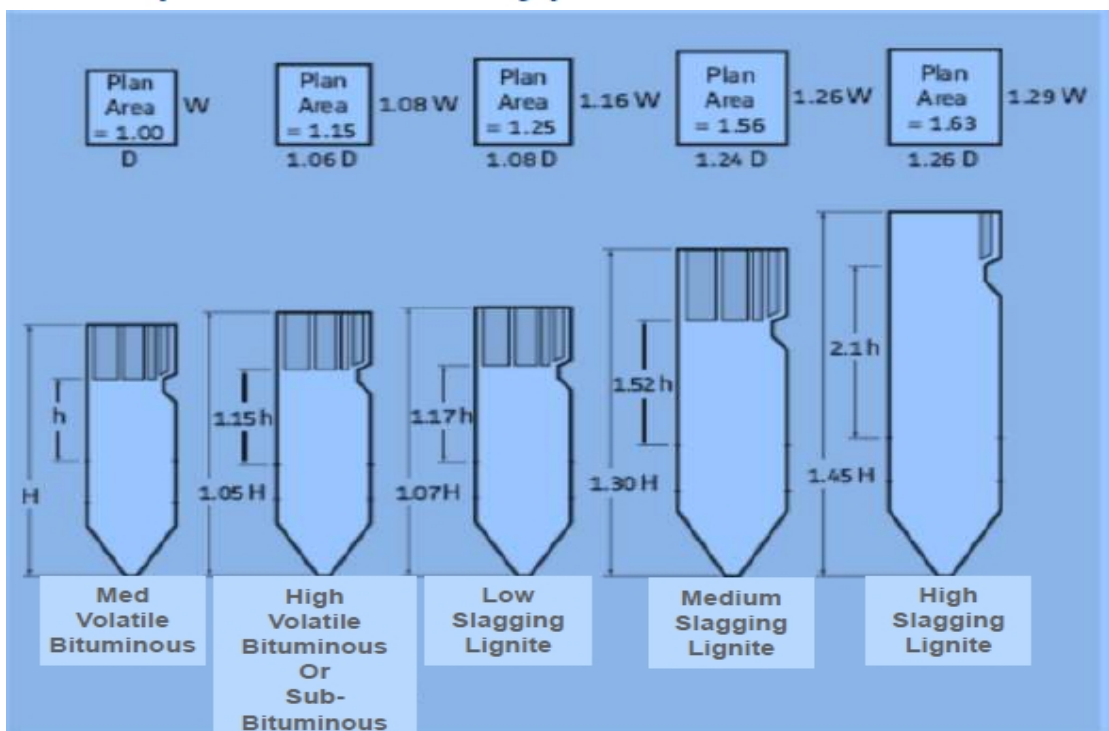 Plan
Area
= 1.00
W
D
Plan
Area
= 1.15
1.08 W
1.06 D
Plan
Area
= 1.25
1.16 W
1.08 D
Plan
Area
= 1.56
1.26 W
1.24 D
Plan
Area
= 1.63
1.29 W
1.26 D
h
H
1.15 h
1.05 H
1.17h
1.07H
1.52 h
1.30 H
2.1 h
1.45 H
Med
Volatile
Bituminous
High
Volatile
Bituminous
Or
Sub-
Bituminous
Low
Slagging
Lignite
Medium
Slagging
Lignite
High
Slagging
Lignite